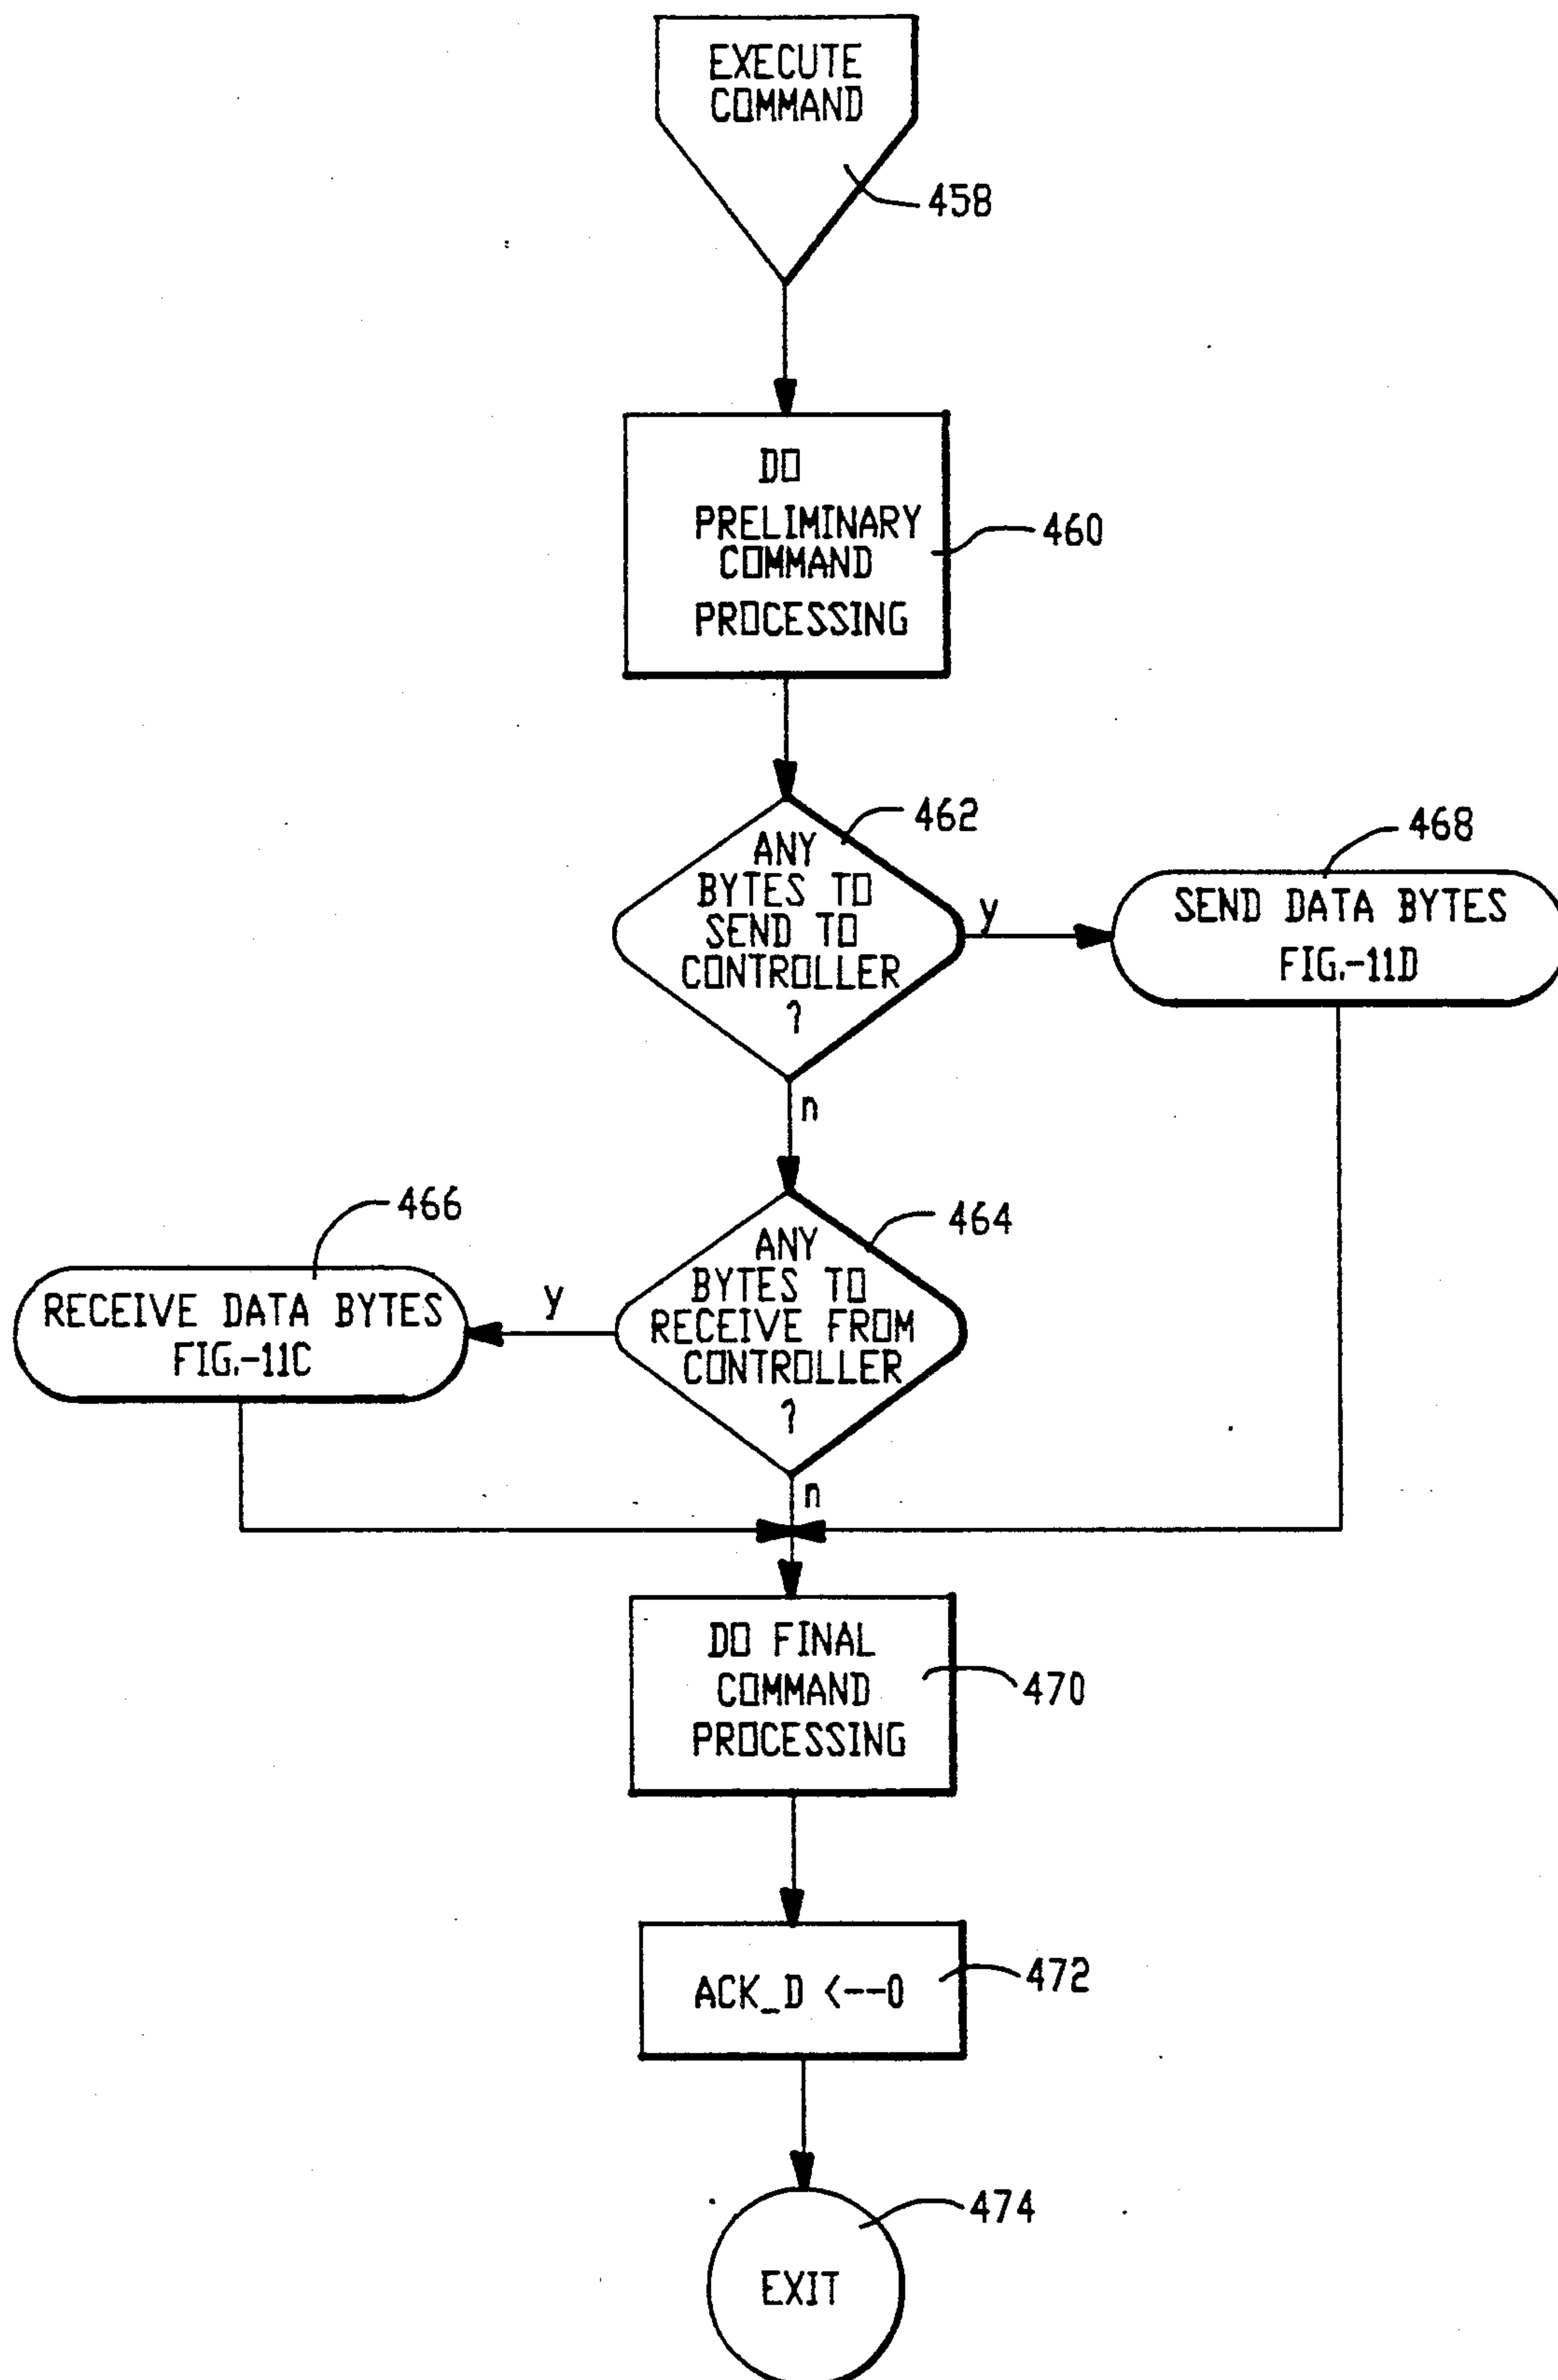 EXECUTE
COMMAND
458
DO
PRELIMINARY
COMMAND
PROCESSING
460
462
ANY
BYTES TO
SEND TO
CONTROLLER
?
y
468
SEND DATA BYTES
FIG.-11D
n
466
RECEIVE DATA BYTES
FIG.-11C
y
464
ANY
BYTES TO
RECEIVE FROM
CONTROLLER
?
n
DO FINAL
COMMAND
PROCESSING
470
ACK_D <--0
472
474
EXIT